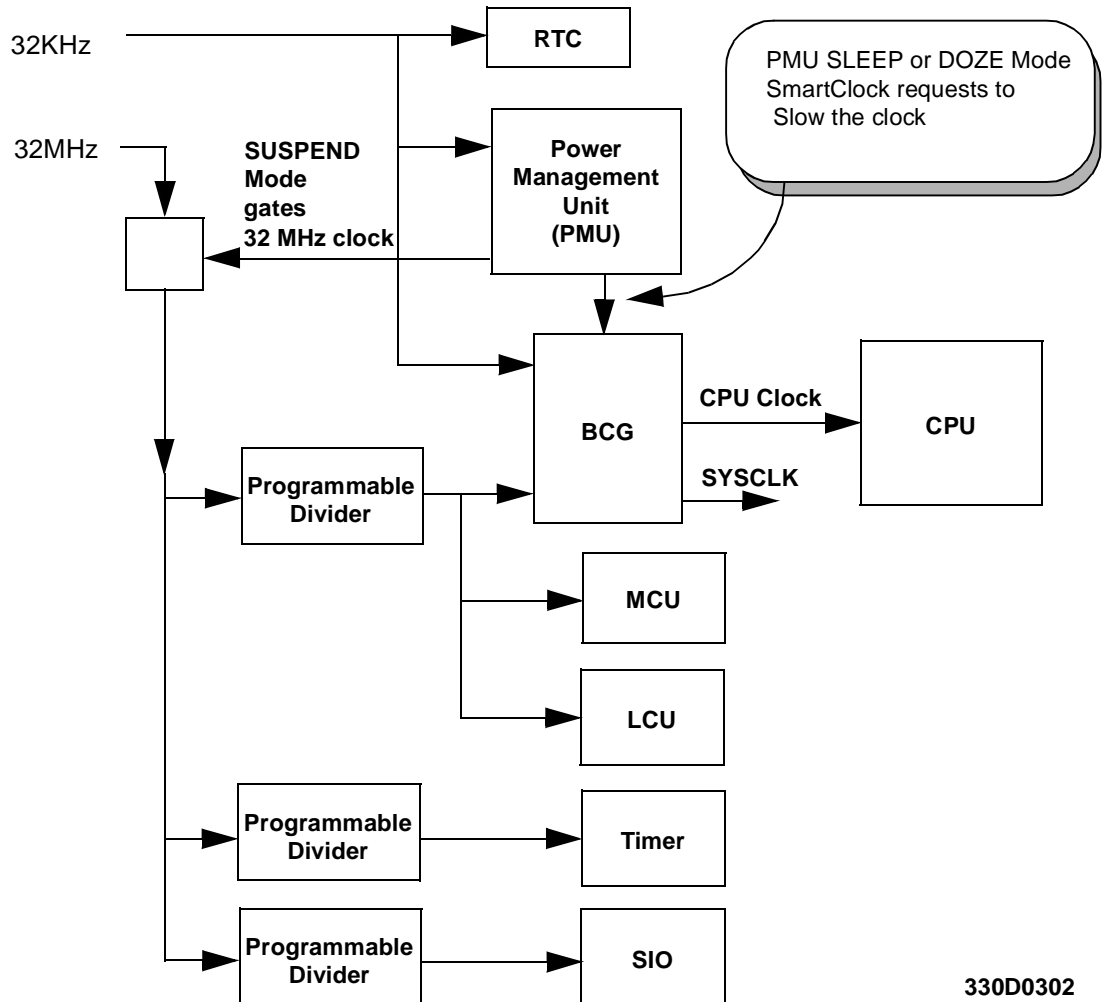 32KHz
RTC
PMU SLEEP or DOZE Mode
SmartClock requests to
Slow the clock
32MHz
SUSPEND
Mode
gates
32 MHz clock
Power
Management
Unit
(PMU)
BCG
CPU Clock
SYSCLK
CPU
Programmable
Divider
MCU
LCU
Programmable
Divider
Timer
Programmable
Divider
SIO
330D0302